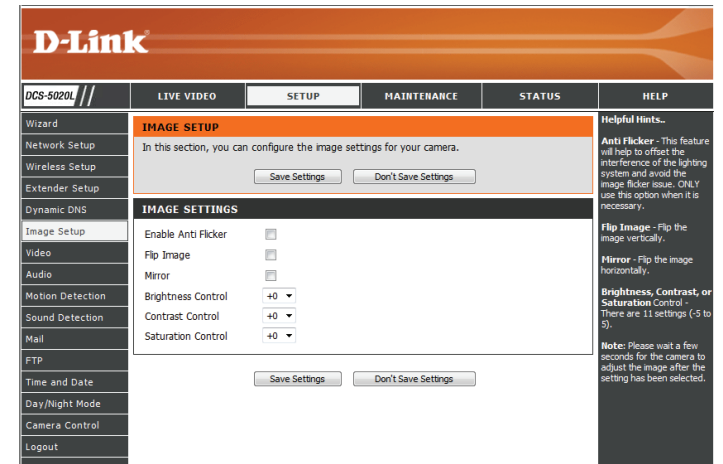 D-Link
DCS-5020L //
LIVE VIDEO
SETUP
MAINTENANCE
STATUS
HELP
Wizard
Network Setup
Wireless Setup
Extender Setup
Dynamic DNS
Image Setup
Video
Audio
Motion Detection
Sound Detection
Mail
FTP
Time and Date
Day/Night Mode
Camera Control
Logout
IMAGE SETUP
In this section, you can configure the image settings for your camera.
Save Settings
Don't Save Settings
IMAGE SETTINGS
Enable Anti Flicker
Flip Image
Mirror
Brightness Control +0
Contrast Control +0
Saturation Control +0
Save Settings
Don't Save Settings
Helpful Hints..
Anti Flicker - This feature
will help to offset the
interference of the lighting
system and avoid the
image flicker issue. ONLY
use this option when it is
necessary.
Flip Image - Flip the
image vertically.
Mirror - Flip the image
horizontally.
Brightness, Contrast, or
Saturation Control -
There are 11 settings (-5 to
5).
Note: Please wait a few
seconds for the camera to
adjust the image after the
setting has been selected.